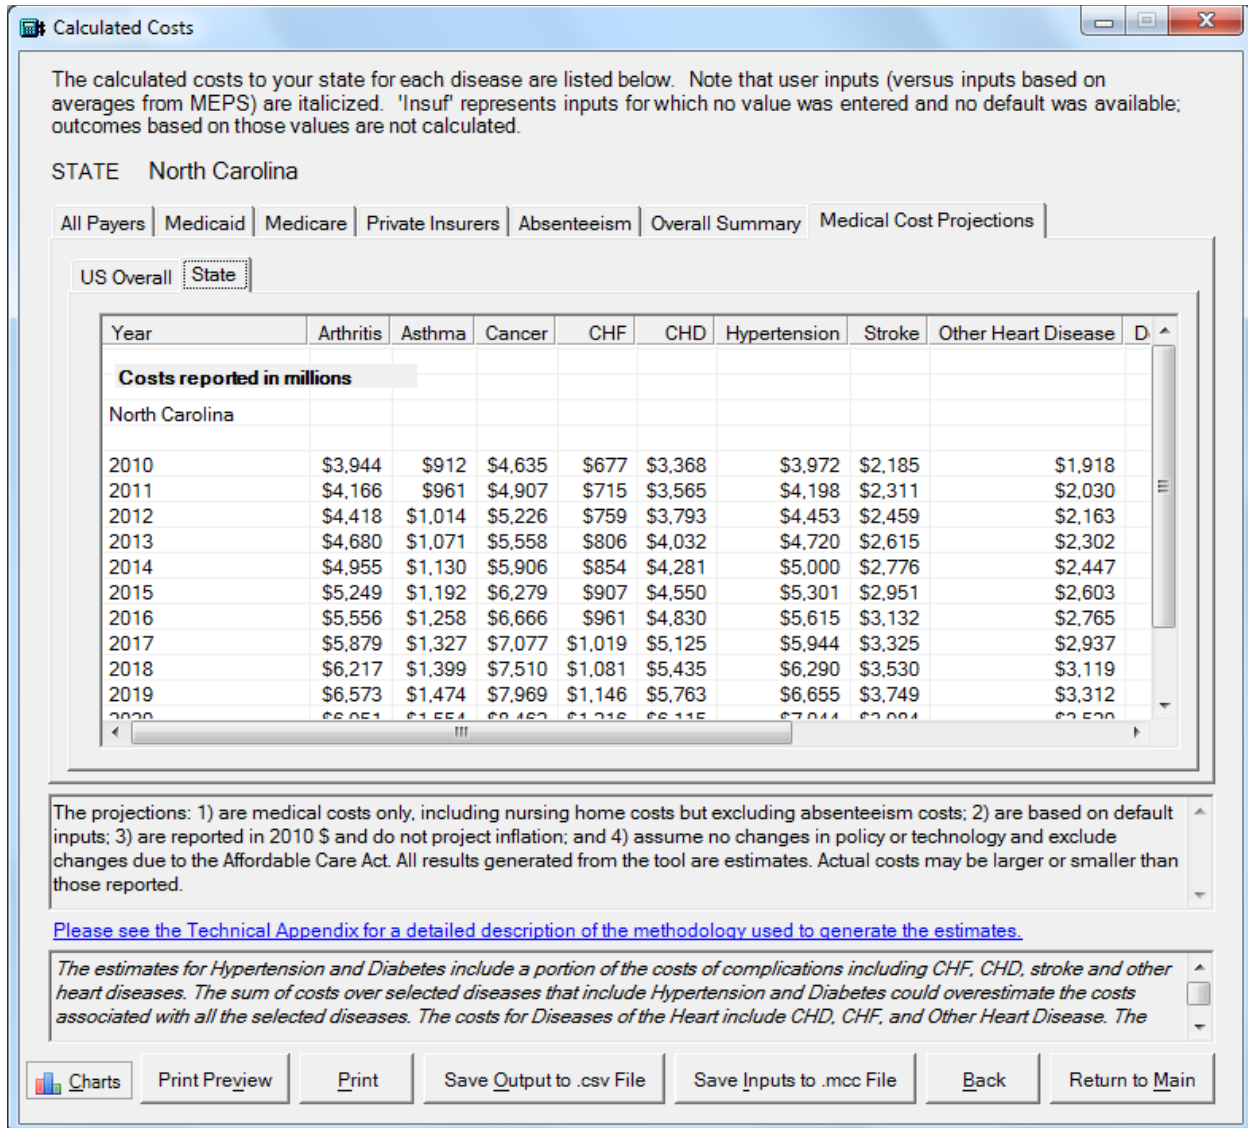 Calculated Costs
The calculated costs to your state for each disease are listed below. Note that user inputs (versus inputs based on
averages from MEPS) are italicized. 'Insuf' represents inputs for which no value was entered and no default was available;
outcomes based on those values are not calculated.
STATE North Carolina
All Payers Medicaid Medicare Private Insurers Absenteeism Overall Summary Medical Cost Projections
US Overall State
Year Arthritis Asthma Cancer CHF CHD Hypertension Stroke Other Heart Disease
Costs reported in millions
North Carolina
2010 $3,944 $912 $4,635 $677 $3,368 $3,972 $2,185 $1,918
2011 $4,166 $961 $4,907 $715 $3,565 $4,198 $2,311 $2,030
2012 $4,418 $1,014 $5,226 $759 $3,793 $4,453 $2,459 $2,163
2013 $4,680 $1,071 $5,558 $806 $4,032 $4,720 $2,615 $2,302
2014 $4,955 $1,130 $5,906 $854 $4,281 $5,000 $2,776 $2,447
2015 $5,249 $1,192 $6,279 $907 $4,550 $5,301 $2,951 $2,603
2016 $5,556 $1,258 $6,666 $961 $4,830 $5,615 $3,132 $2,765
2017 $5,879 $1,327 $7,077 $1,019 $5,125 $5,944 $3,325 $2,937
2018 $6,217 $1,399 $7,510 $1,081 $5,435 $6,290 $3,530 $3,119
2019 $6,573 $1,474 $7,969 $1,146 $5,763 $6,655 $3,749 $3,312
The projections: 1) are medical costs only, including nursing home costs but excluding absenteeism costs; 2) are based on default
inputs; 3) are reported in 2010 $ and do not project inflation; and 4) assume no changes in policy or technology and exclude
changes due to the Affordable Care Act. All results generated from the tool are estimates. Actual costs may be larger or smaller than
those reported.
Please see the Technical Appendix for a detailed description of the methodology used to generate the estimates.
The estimates for Hypertension and Diabetes include a portion of the costs of complications including CHF, CHD, stroke and other
heart diseases. The sum of costs over selected diseases that include Hypertension and Diabetes could overestimate the costs
associated with all the selected diseases. The costs for Diseases of the Heart include CHD, CHF, and Other Heart Disease. The
Charts Print Preview Print Save Output to .csv File Save Inputs to .mcc File Back Return to Main